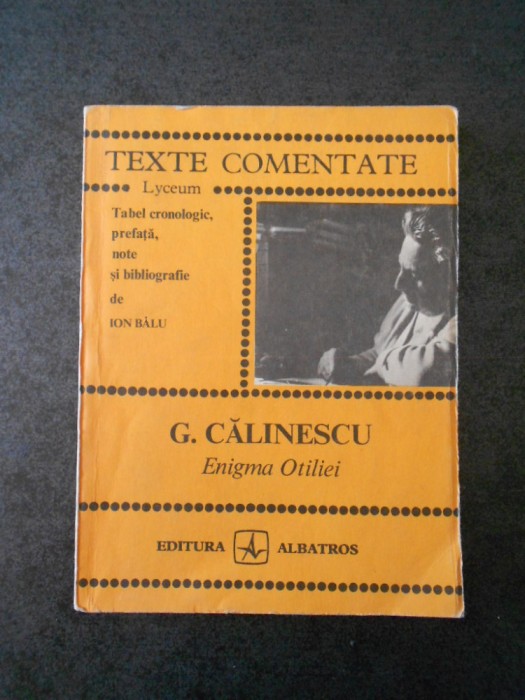 TEXTE COMENTATE
Lyceum
Tabel cronologic,
prefață,
note
și bibliografie
de
ION BĂLU
G. CĂLINESCU
Enigma Otiliei
EDITURA ALBATROS